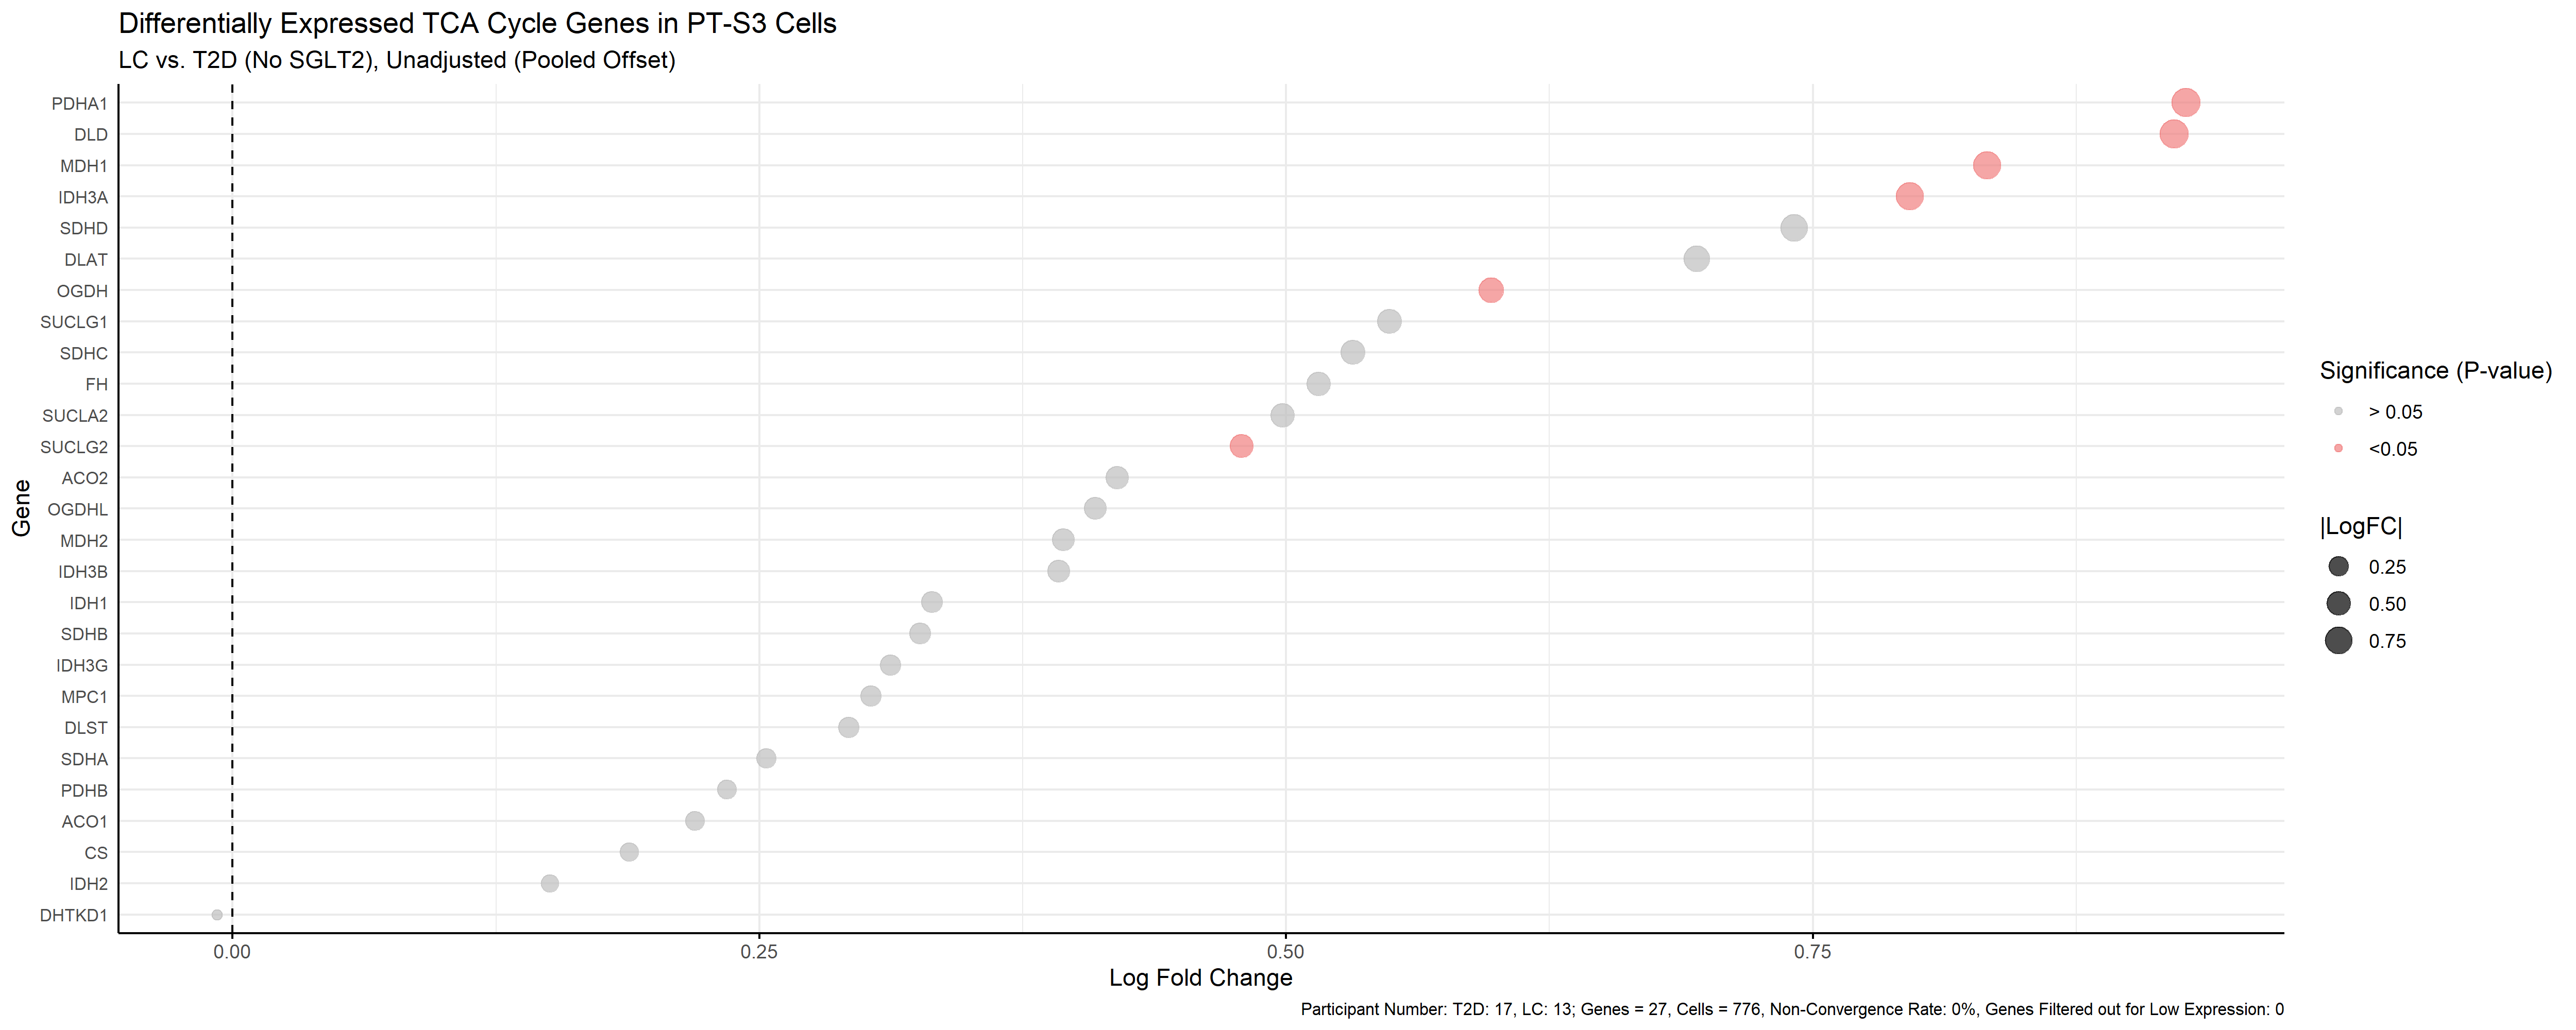 Differentially Expressed TCA Cycle Genes in PT-S3 Cells
LC vs. T2D (No SGLT2), Unadjusted (Pooled Offset)
Gene
PDHA1
DLD
MDH1
IDH3A
SDHD
DLAT
OGDH
SUCLG1
SDHC
FH
SUCLA2
SUCLG2
ACO2
OGDHL
MDH2
IDH3B
IDH1
SDHB
IDH3G
MPC1
DLST
SDHA
PDHB
ACO1
CS
IDH2
DHTKD1
0.00 0.25 0.50 0.75
Log Fold Change
Significance (P-value)
> 0.05
<0.05
|LogFC|
0.25
0.50
0.75
Participant Number: T2D: 17, LC: 13; Genes = 27, Cells = 776, Non-Convergence Rate: 0%, Genes Filtered out for Low Expression: 0